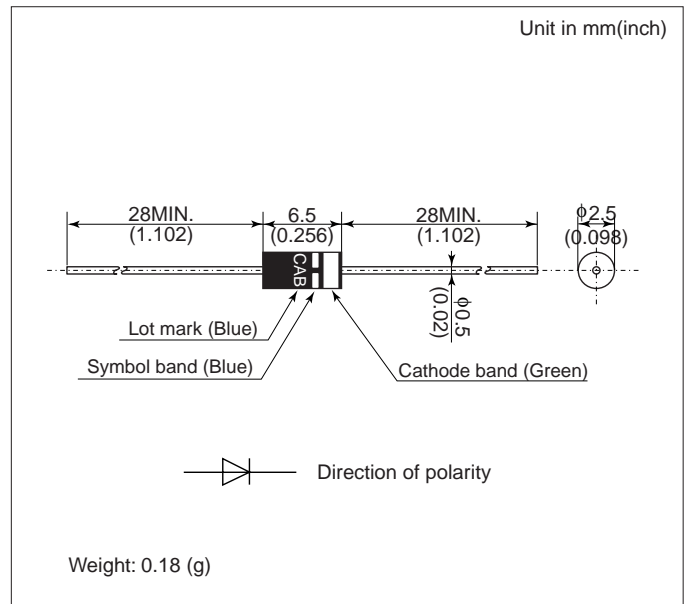 Unit in mm(inch)
28MIN.
(1.102)
6.5
(0.256)
28MIN.
(1.102)
ϕ2.5
(0.098)
CAB
ϕ0.5
(0.02)
Lot mark (Blue)
Symbol band (Blue)
Cathode band (Green)
Direction of polarity
Weight: 0.18 (g)